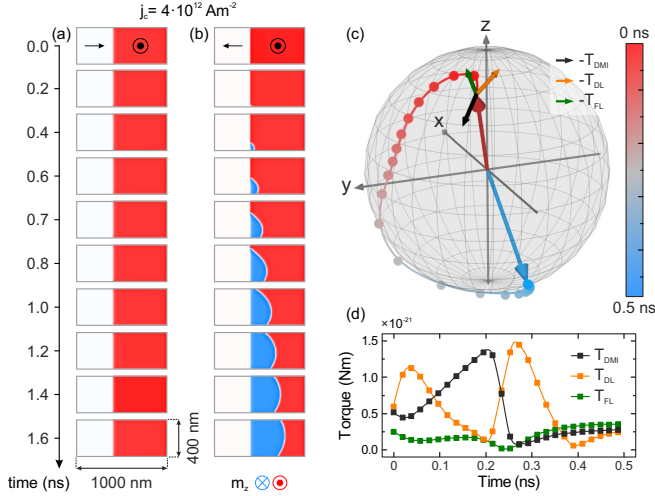 j_c = 4·10^12 Am^-2
(a)
(b)
0.0
0.2
0.4
0.6
0.7
0.8
1.0
1.2
1.4
1.6
time (ns)
1000 nm
400 nm
m_z
(c)
z
x
y
-T_DMI
-T_DL
-T_FL
0 ns
0.5 ns
(d)
×10^-21
Torque (Nm)
1.5
1.0
0.5
0.0
T_DMI
T_DL
T_FL
0 0.1 0.2 0.3 0.4 0.5
Time (ns)